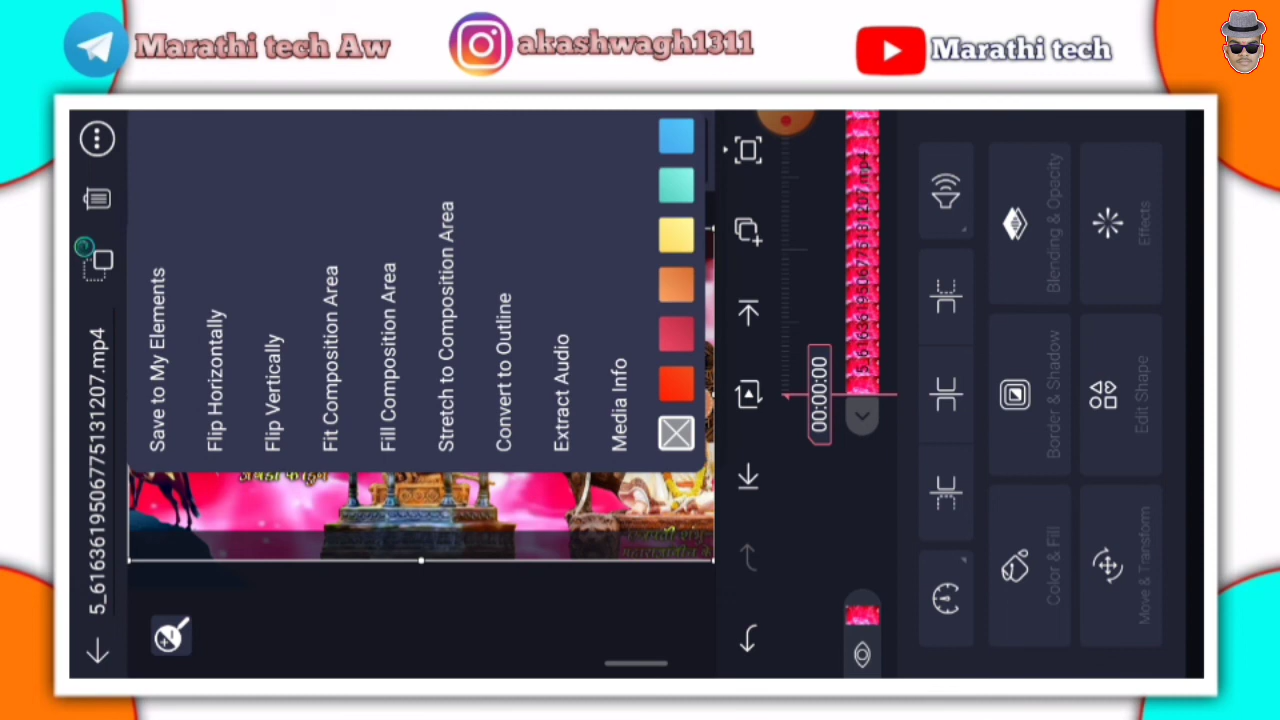 Marathi tech Aw
akashwagh1311
Marathi tech
5_6163619506775131207.mp4
Save to My Elements
Flip Horizontally
Flip Vertically
Fit Composition Area
Fill Composition Area
Stretch to Composition Area
Convert to Outline
Extract Audio
Media Info
00:00:00
5_6163619506775131207.mp4
Blending & Opacity
Border & Shadow
Color & Fill
Effects
Edit Shape
Move & Transform